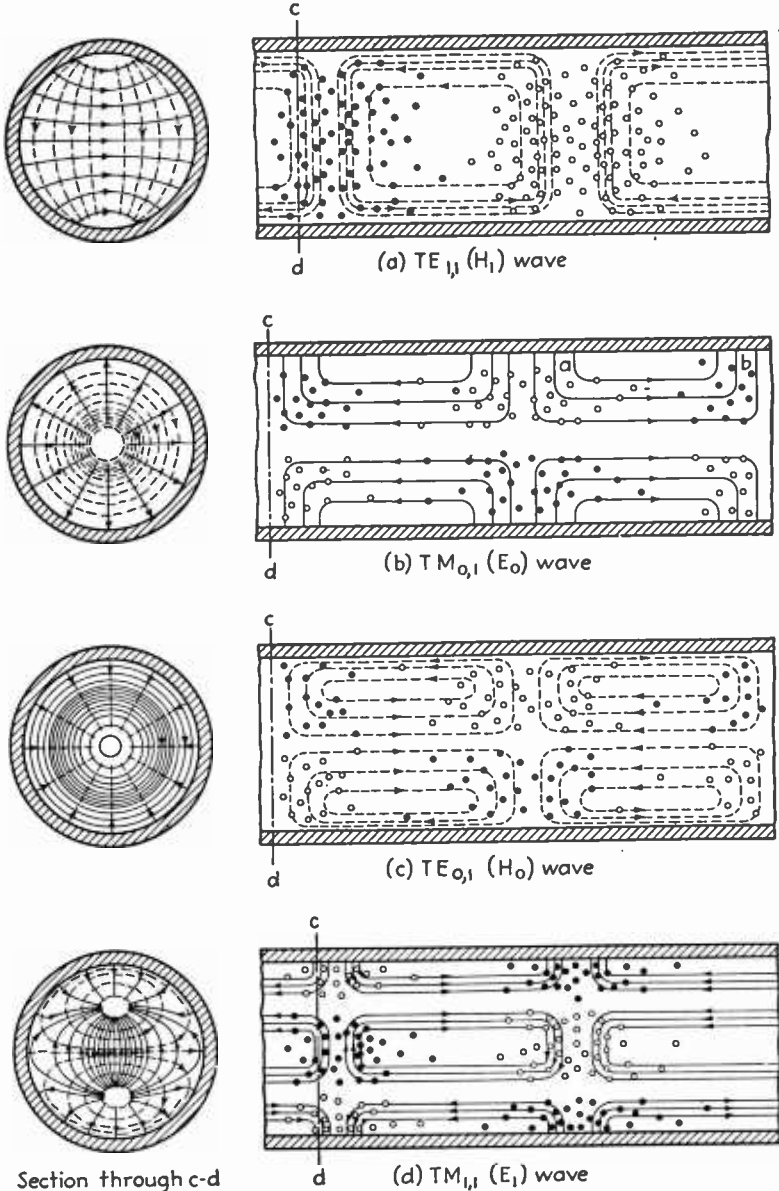 c
d
(a) TE1,1 (H1) wave
c
a b
d
(b) TM0,1 (E0) wave
c
d
(c) TE0,1 (H0) wave
c
d
Section through c-d
(d) TM1,1 (E1) wave